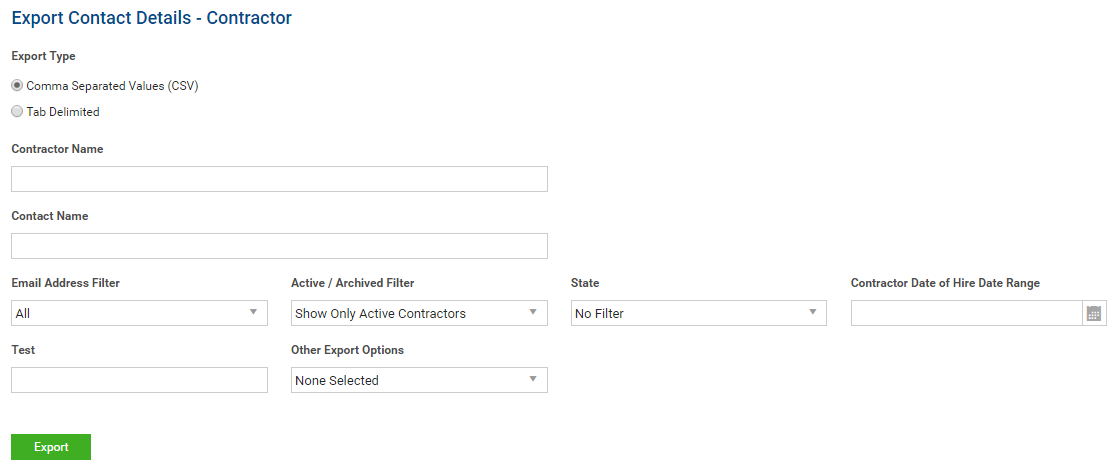 Export Contact Details - Contractor
Export Type
Comma Separated Values (CSV)
Tab Delimited
Contractor Name
Contact Name
Email Address Filter
Active / Archived Filter
State
Contractor Date of Hire Date Range
All
Show Only Active Contractors
No Filter
Test
Other Export Options
None Selected
Export